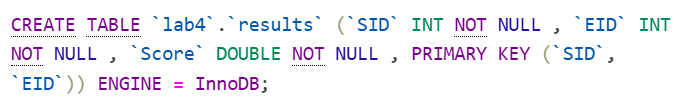 CREATE TABLE `lab4`.`results` (`SID` INT NOT NULL , `EID` INT
NOT NULL , `Score` DOUBLE NOT NULL , PRIMARY KEY (`SID`,
`EID`)) ENGINE = InnoDB;